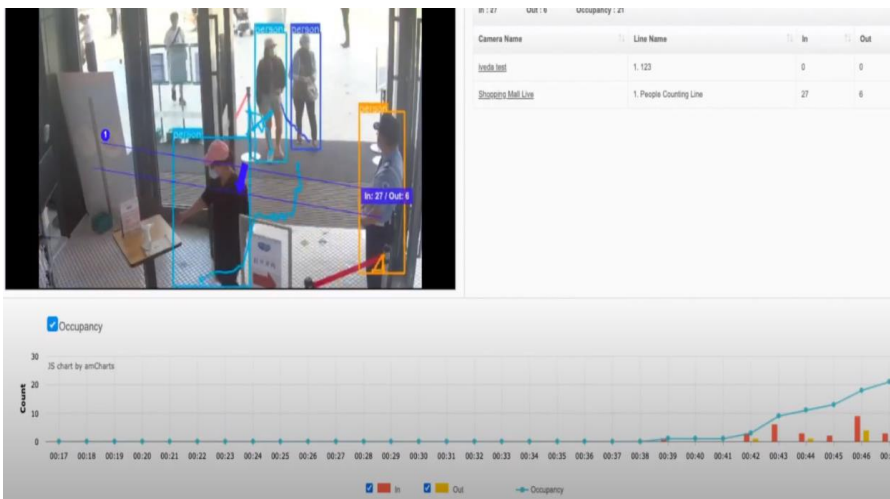 In : 27 Out : 6 Occupancy : 21
Camera Name Line Name In Out
Iveda test 1. 123 0 0
Shopping Mall Live 1. People Counting Line 27 6
person person
person
person
1
In: 27 / Out: 6
Occupancy
JS chart by amCharts
Count
30
20
10
0
00:17 00:18 00:19 00:20 00:21 00:22 00:23 00:24 00:25 00:26 00:27 00:28 00:29 00:30 00:31 00:32 00:33 00:34 00:35 00:36 00:37 00:38 00:39 00:40 00:41 00:42 00:43 00:44 00:45 00:46 00:
In Out Occupancy